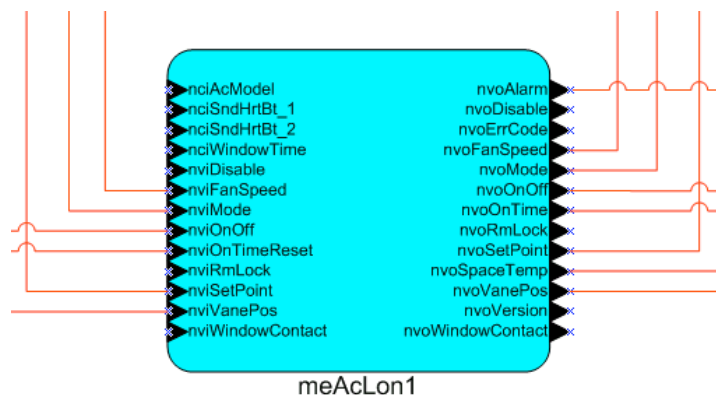 nciAcModel nvoAlarm
nciSndHrtBt_1 nvoDisable
nciSndHrtBt_2 nvoErrCode
nciWindowTime nvoFanSpeed
nviDisable nvoMode
nviFanSpeed nvoOnOff
nviMode nvoOnTime
nviOnOff nvoRmLock
nviOnTimeReset nvoSetPoint
nviRmLock nvoSpaceTemp
nviSetPoint nvoVanePos
nviVanePos nvoVersion
nviWindowContact nvoWindowContact
meAcLon1